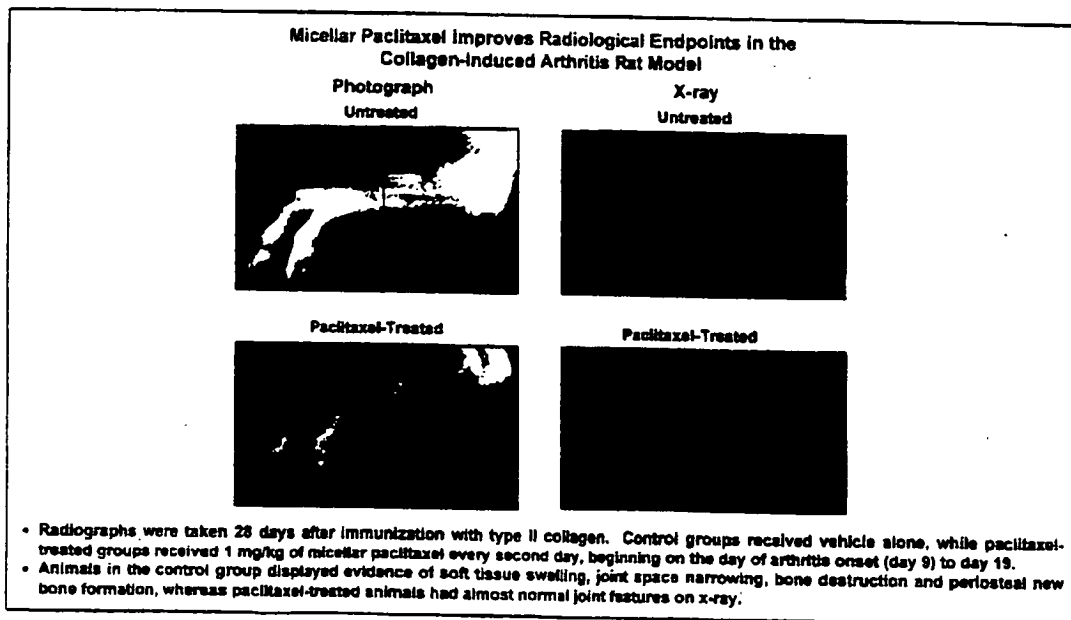 Micellar Paclitaxel Improves Radiological Endpoints in the
Collagen-Induced Arthritis Rat Model
Photograph
X-ray
Untreated
Untreated
Paclitaxel-Treated
Paclitaxel-Treated
• Radiographs were taken 28 days after immunization with type II collagen. Control groups received vehicle alone, while paclitaxel-
treated groups received 1 mg/kg of micellar paclitaxel every second day, beginning on the day of arthritis onset (day 9) to day 19.
• Animals in the control group displayed evidence of soft tissue swelling, joint space narrowing, bone destruction and periosteal new
bone formation, whereas paclitaxel-treated animals had almost normal joint features on x-ray.